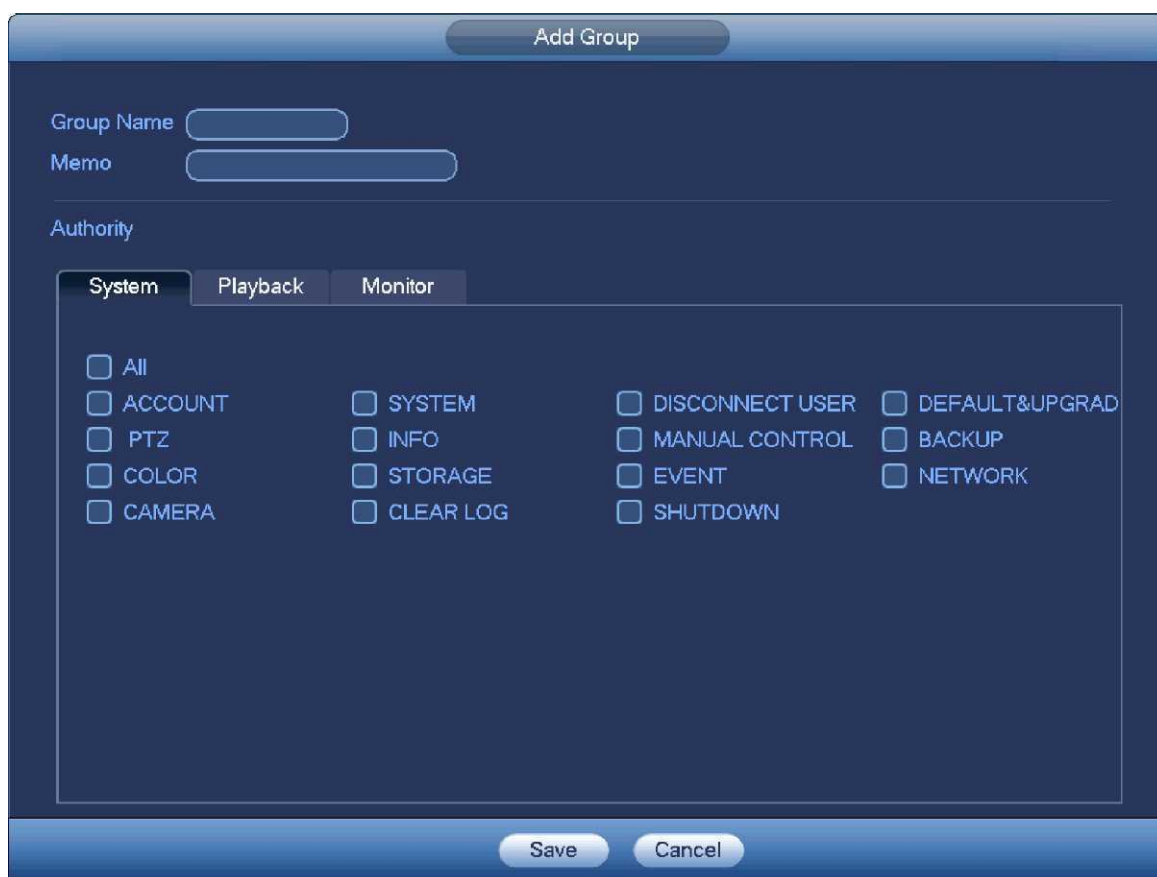 Add Group
Group Name
Memo
Authority
System Playback Monitor
All
ACCOUNT SYSTEM DISCONNECT USER DEFAULT&UPGRAD
PTZ INFO MANUAL CONTROL BACKUP
COLOR STORAGE EVENT NETWORK
CAMERA CLEAR LOG SHUTDOWN
Save Cancel